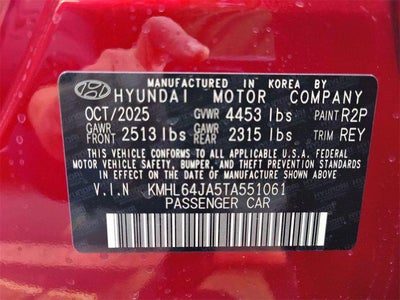 MANUFACTURED IN KOREA BY
HYUNDAI MOTOR COMPANY
OCT/2025 GVWR 4453 lbs PAINT R2P
GAWR FRONT 2513 lbs GAWR REAR 2315 lbs TRIM REY
THIS VEHICLE CONFORMS TO ALL APPLICABLE U.S.A. FEDERAL
MOTOR VEHICLE SAFETY, BUMPER, AND THEFT PREVENTION STANDARDS
IN EFFECT ON THE DATE OF MANUFACTURE SHOWN ABOVE.
V.I.N KMHL64JA5TA551061
PASSENGER CAR